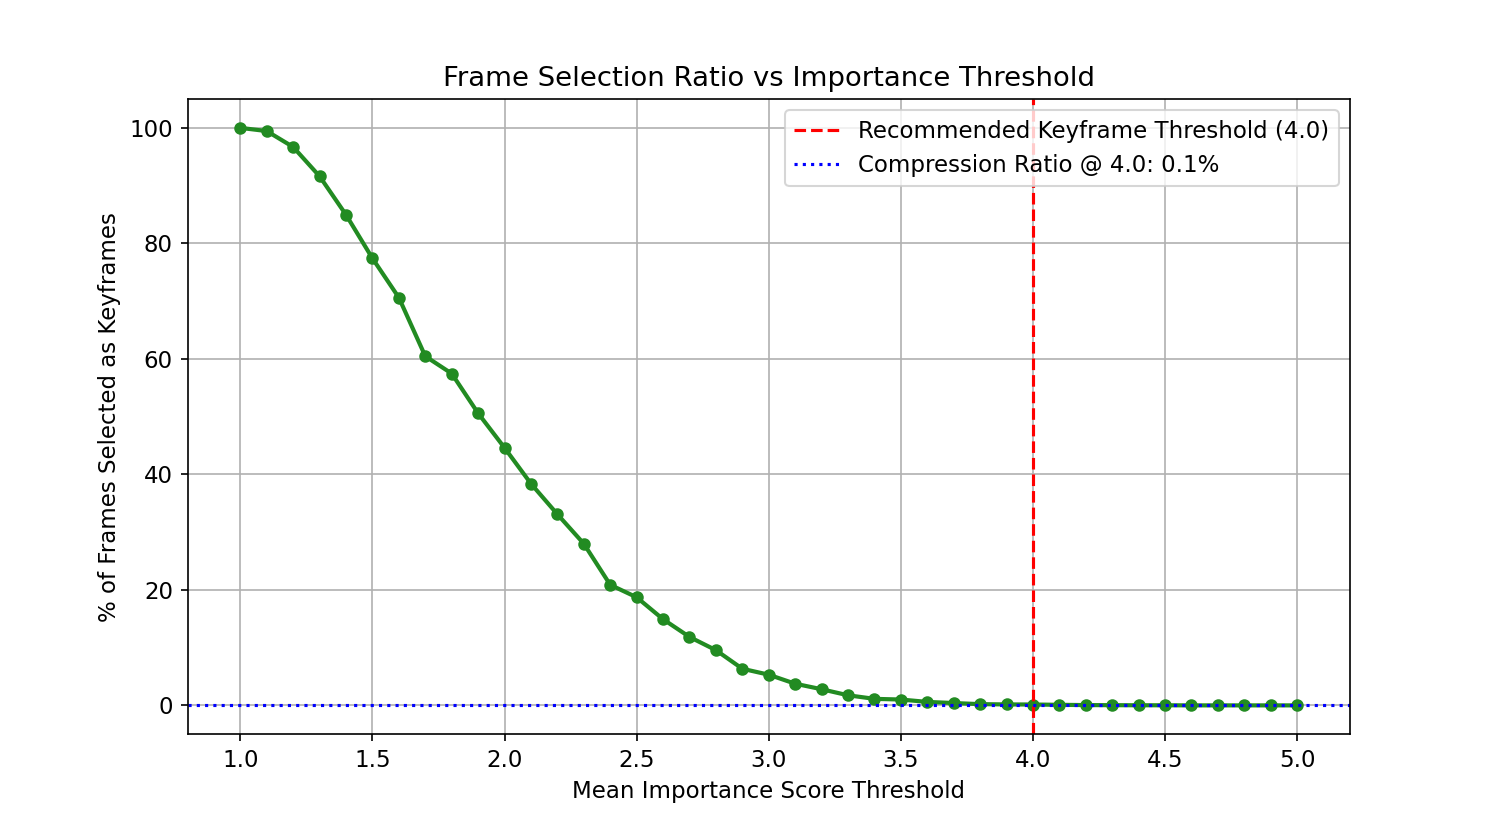 Frame Selection Ratio vs Importance Threshold
Recommended Keyframe Threshold (4.0)
Compression Ratio @ 4.0: 0.1%
% of Frames Selected as Keyframes
100
80
60
40
20
0
1.0 1.5 2.0 2.5 3.0 3.5 4.0 4.5 5.0
Mean Importance Score Threshold